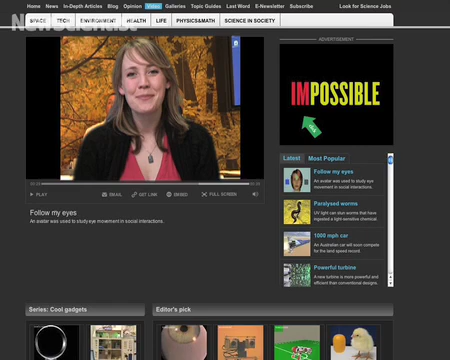 Home News In-Depth Articles Blog Opinion Video Galleries Topic Guides Last Word E-Newsletter Subscribe Look for Science Jobs
NewScientist
SPACE TECH ENVIRONMENT HEALTH LIFE PHYSICS&MATH SCIENCE IN SOCIETY
ADVERTISEMENT
IMPOSSIBLE
click
PLAY EMAIL GET LINK EMBED FULL SCREEN
Follow my eyes
An avatar was used to study eye movement in social interactions.
Latest Most Popular
Follow my eyes
An avatar was used to study eye movement in social interactions.
Paralysed worms
UV light can stun worms that have ingested a light-sensitive chemical.
1000 mph car
An Australian car will soon compete for the land speed record.
Powerful turbine
A new turbine is more powerful and efficient than conventional designs.
Series: Cool gadgets
Editor's pick